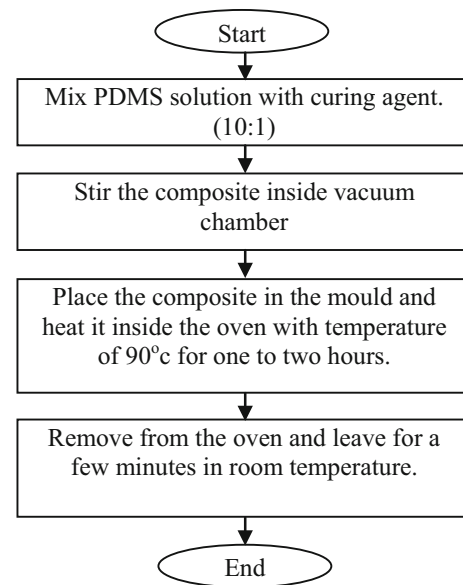 Start
Mix PDMS solution with curing agent.
(10:1)
Stir the composite inside vacuum
chamber
Place the composite in the mould and
heat it inside the oven with temperature
of 90°c for one to two hours.
Remove from the oven and leave for a
few minutes in room temperature.
End